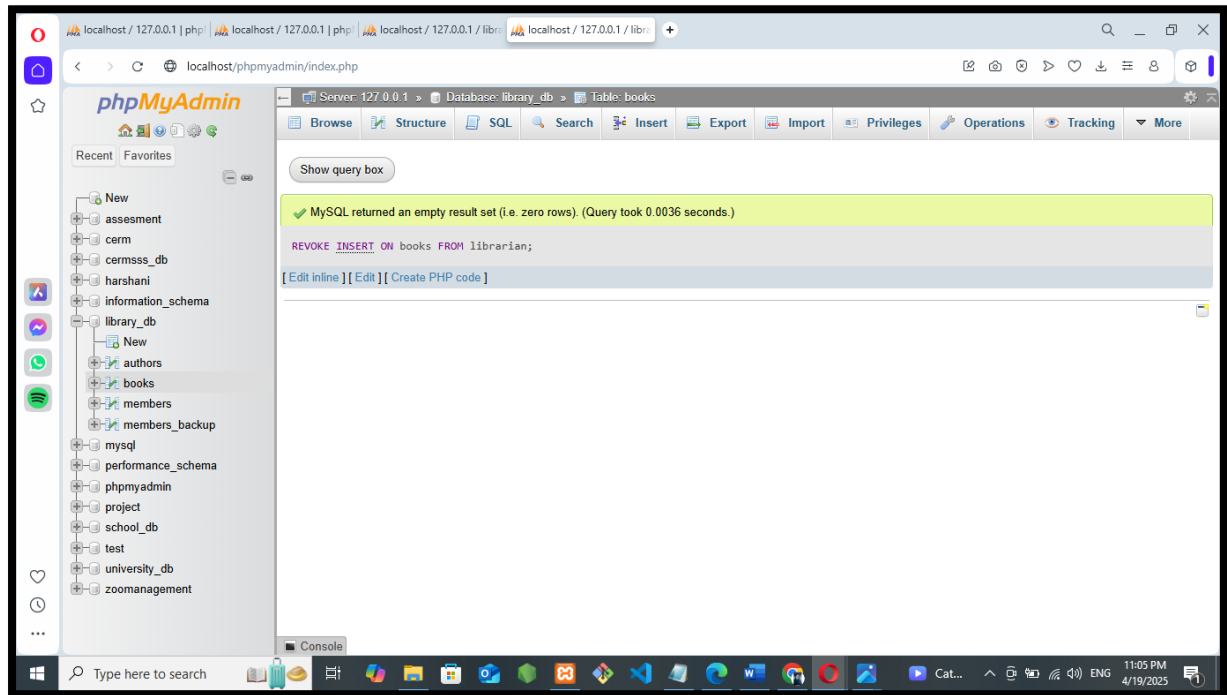 localhost / 127.0.0.1 | php
localhost / 127.0.0.1 | php
localhost / 127.0.0.1 / libra
localhost / 127.0.0.1 / libra
localhost/phpmyadmin/index.php
phpMyAdmin
Recent Favorites
New
assesment
cerm
cermsss_db
harshani
information_schema
library_db
New
authors
books
members
members_backup
mysql
performance_schema
phpmyadmin
project
school_db
test
university_db
zoomanagement
Server: 127.0.0.1 » Database: library_db » Table: books
Browse Structure SQL Search Insert Export Import Privileges Operations Tracking More
Show query box
MySQL returned an empty result set (i.e. zero rows). (Query took 0.0036 seconds.)
REVOKE INSERT ON books FROM librarian;
[ Edit inline ] [ Edit ] [ Create PHP code ]
Console
Type here to search
Cat...
ENG
11:05 PM
4/19/2025